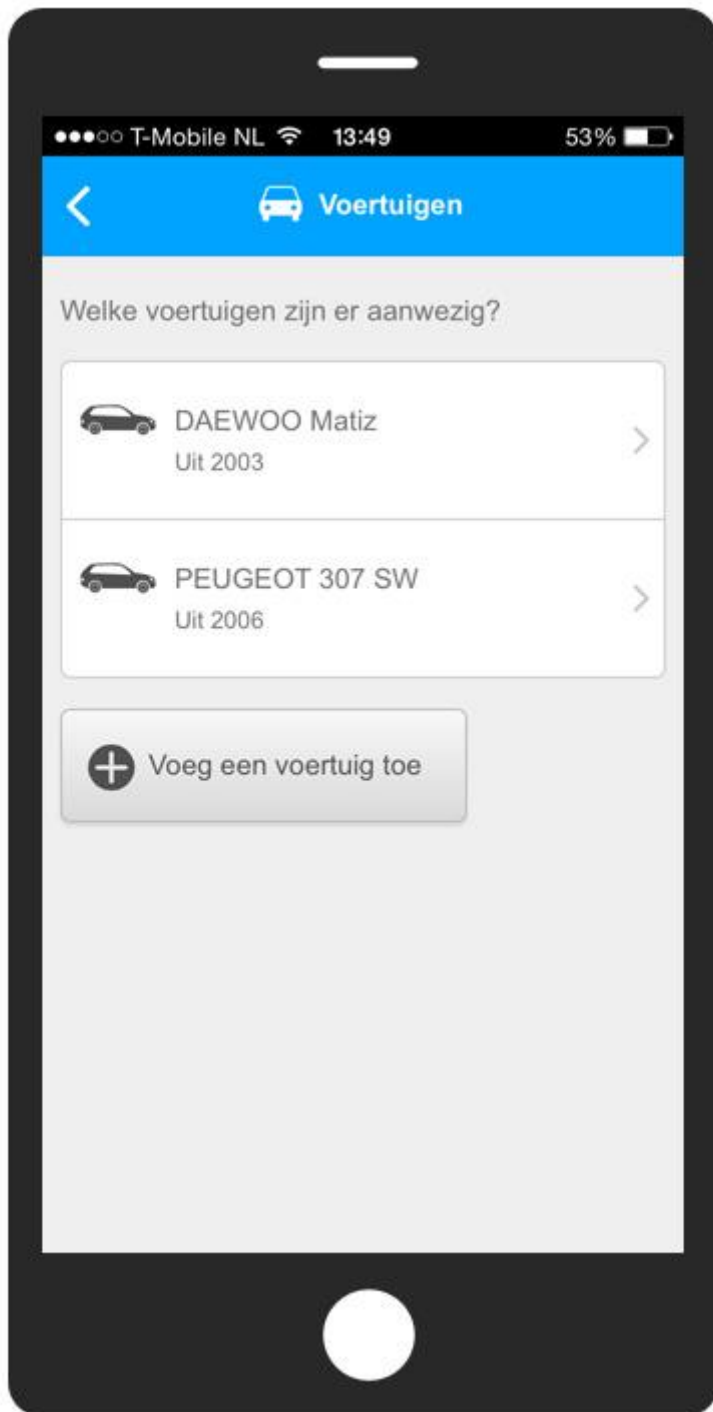 T-Mobile NL 13:49 53%
Voertuigen
Welke voertuigen zijn er aanwezig?
DAEWOO Matiz
Uit 2003
PEUGEOT 307 SW
Uit 2006
Voeg een voertuig toe